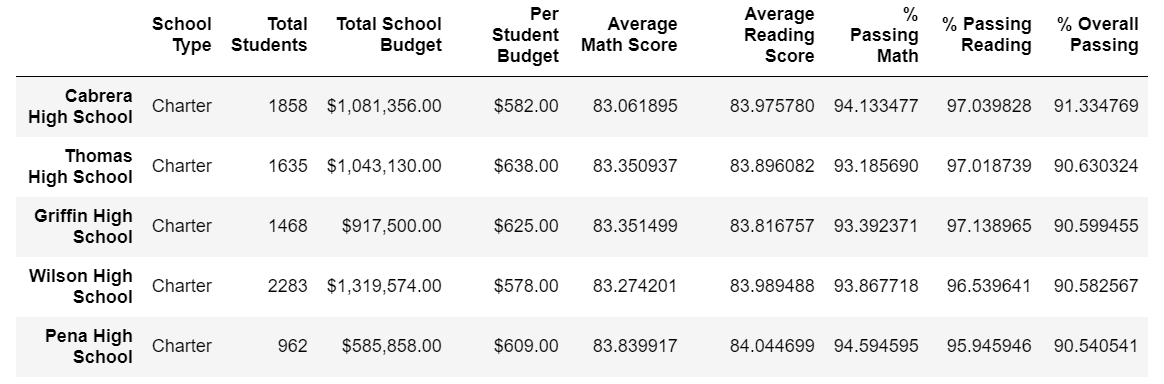 School Type Total Students Total School Budget Per Student Budget Average Math Score Average Reading Score % Passing Math % Passing Reading % Overall Passing
Cabrera High School Charter 1858 $1,081,356.00 $582.00 83.061895 83.975780 94.133477 97.039828 91.334769
Thomas High School Charter 1635 $1,043,130.00 $638.00 83.350937 83.896082 93.185690 97.018739 90.630324
Griffin High School Charter 1468 $917,500.00 $625.00 83.351499 83.816757 93.392371 97.138965 90.599455
Wilson High School Charter 2283 $1,319,574.00 $578.00 83.274201 83.989488 93.867718 96.539641 90.582567
Pena High School Charter 962 $585,858.00 $609.00 83.839917 84.044699 94.594595 95.945946 90.540541